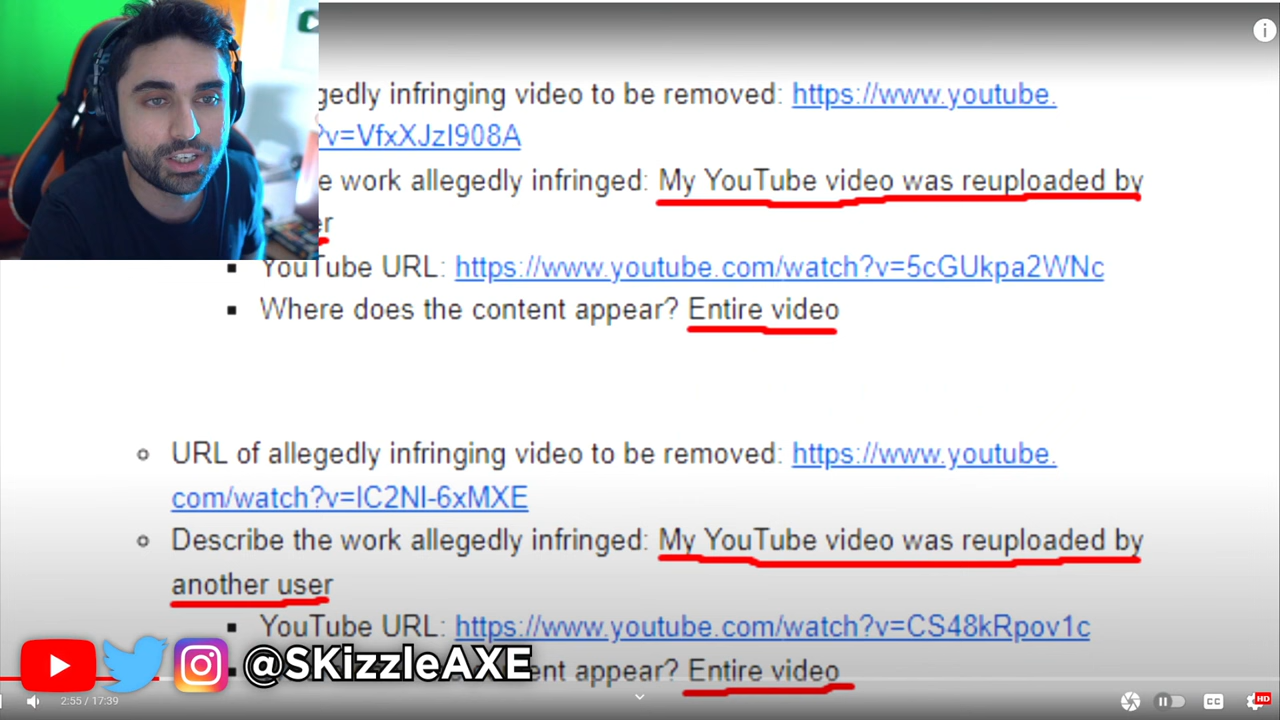 gedly infringing video to be removed: https://www.youtube.
?v=VfxXJzI908A
e work allegedly infringed: My YouTube video was reuploaded by
er
YouTube URL: https://www.youtube.com/watch?v=5cGUkpa2WNc
Where does the content appear? Entire video
URL of allegedly infringing video to be removed: https://www.youtube.
com/watch?v=IC2NI-6xMXE
Describe the work allegedly infringed: My YouTube video was reuploaded by
another user
YouTube URL: https://www.youtube.com/watch?v=CS48kRpov1c
ent appear? Entire video
@SKizzleAXE
2:55 / 17:39
CC
HD